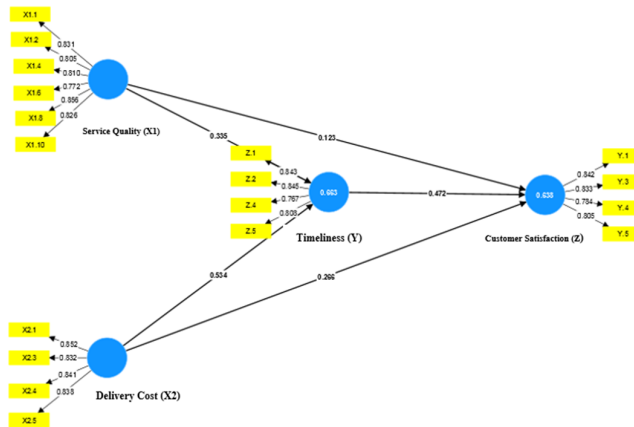 X1.1
X1.2
X1.4
X1.6
X1.8
X1.10
0.831
0.805
0.810
0.772
0.856
0.826
Service Quality (X1)
0.335
0.123
Z.1
Z.2
Z.4
Z.5
0.843
0.845
0.767
0.808
0.663
Timeliness (Y)
0.472
0.638
Customer Satisfaction (Z)
0.842
0.833
0.784
0.805
Y.1
Y.3
Y.4
Y.5
0.534
0.266
X2.1
X2.3
X2.4
X2.5
0.852
0.832
0.841
0.838
Delivery Cost (X2)